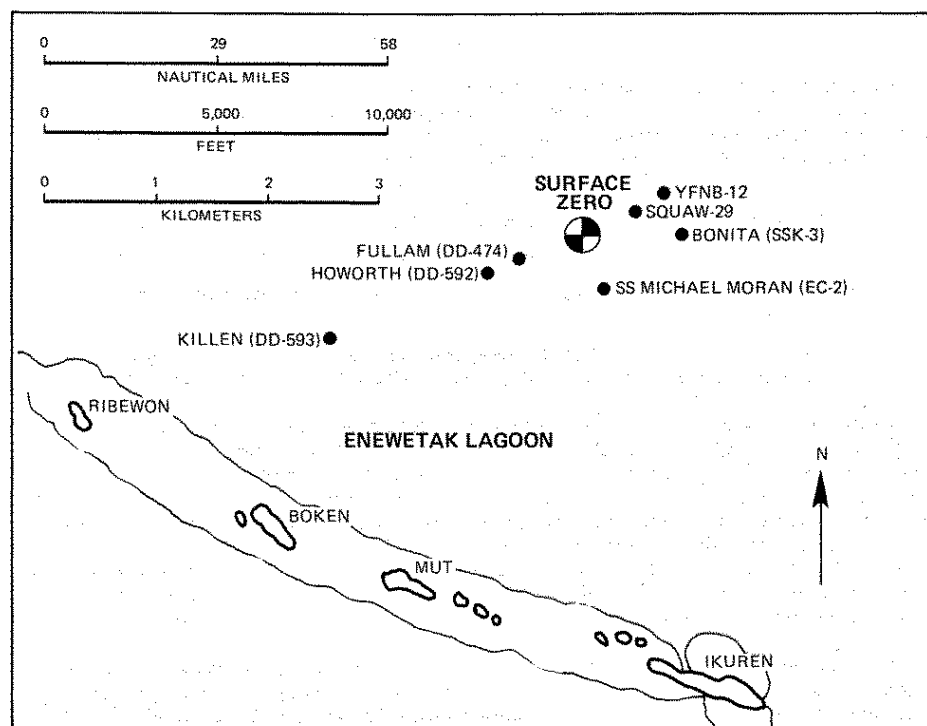 0 29 58
NAUTICAL MILES
0 5,000 10,000
FEET
0 1 2 3
KILOMETERS
SURFACE
ZERO
YFNB-12
SQUAW-29
BONITA (SSK-3)
FULLAM (DD-474)
HOWORTH (DD-592)
SS MICHAEL MORAN (EC-2)
KILLEN (DD-593)
RIBEWON
ENEWETAK LAGOON
N
BOKEN
MUT
IKUREN